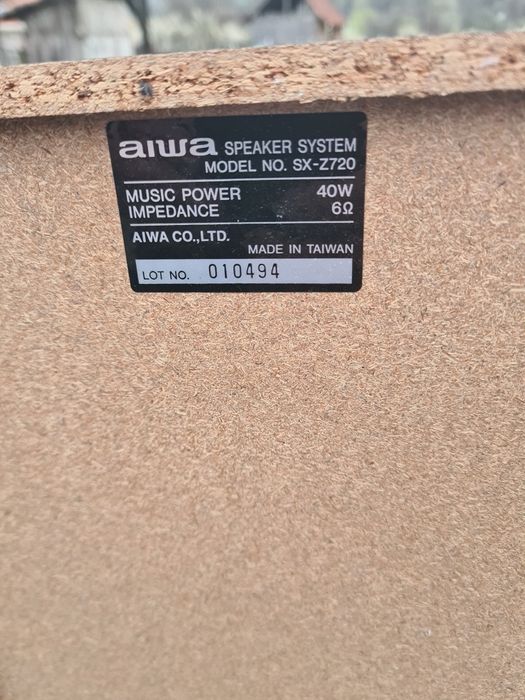 aiwa SPEAKER SYSTEM
MODEL NO. SX-Z720
MUSIC POWER 40W
IMPEDANCE 6Ω
AIWA CO.,LTD.
MADE IN TAIWAN
LOT NO. 010494